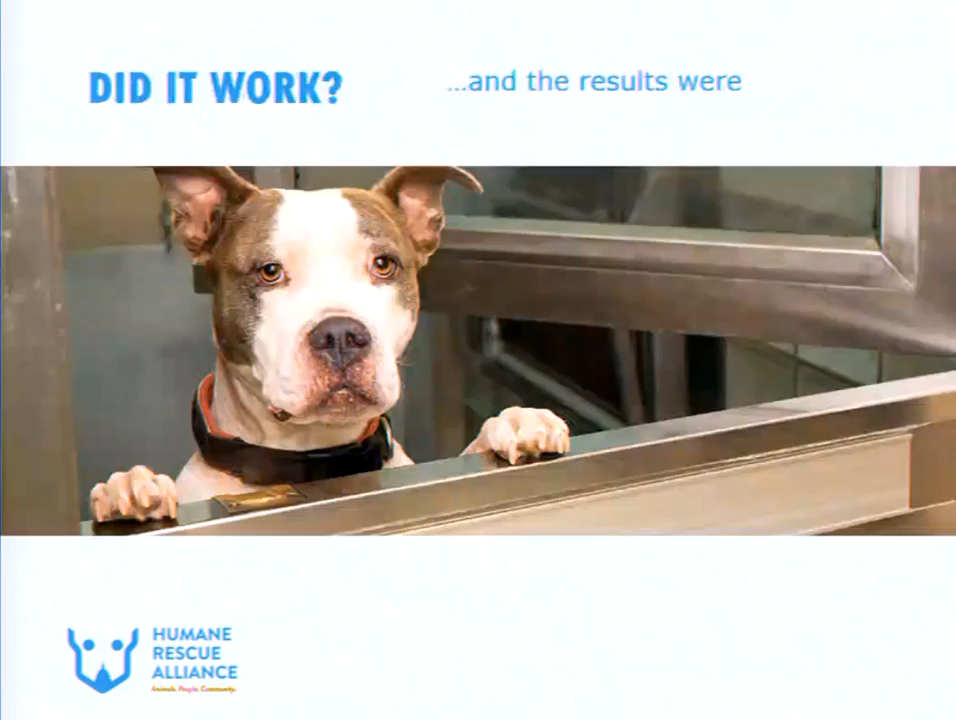 DID IT WORK?
...and the results were
HUMANE
RESCUE
ALLIANCE
Animals. People. Community.